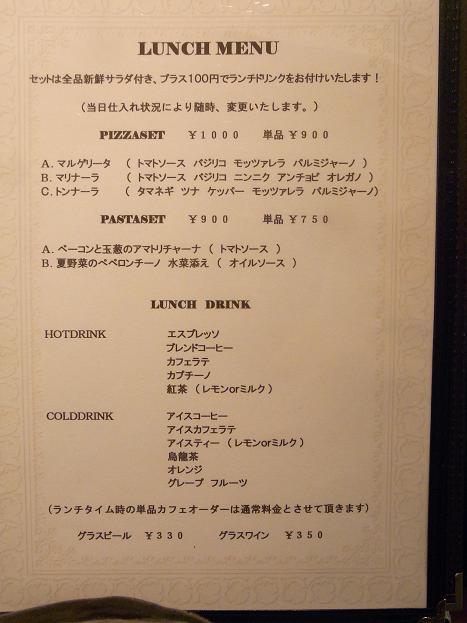 LUNCH MENU
セットは全品新鮮サラダ付き、プラス100円でランチドリンクをお付けいたします！
（当日仕入れ状況により随時、変更いたします。）
PIZZASET ￥１０００ 単品 ￥９００
A. マルゲリータ （ トマトソース バジリコ モッツァレラ パルミジャーノ ）
B. マリナーラ （ トマトソース バジリコ ニンニク アンチョビ オレガノ ）
C. トンナーラ （ タマネギ ツナ ケッパー モッツァレラ パルミジャーノ）
PASTASET ￥９００ 単品 ￥７５０
A. ベーコンと玉葱のアマトリチャーナ （ トマトソース ）
B. 夏野菜のペペロンチーノ 水菜添え （ オイルソース ）
LUNCH DRINK
HOTDRINK エスプレッソ
ブレンドコーヒー
カフェラテ
カプチーノ
紅茶 （ レモンorミルク ）
COLDDRINK アイスコーヒー
アイスカフェラテ
アイスティー （ レモンorミルク ）
烏龍茶
オレンジ
グレープ フルーツ
（ランチタイム時の単品カフェオーダーは通常料金とさせて頂きます）
グラスビール ￥３３０ グラスワイン ￥３５０